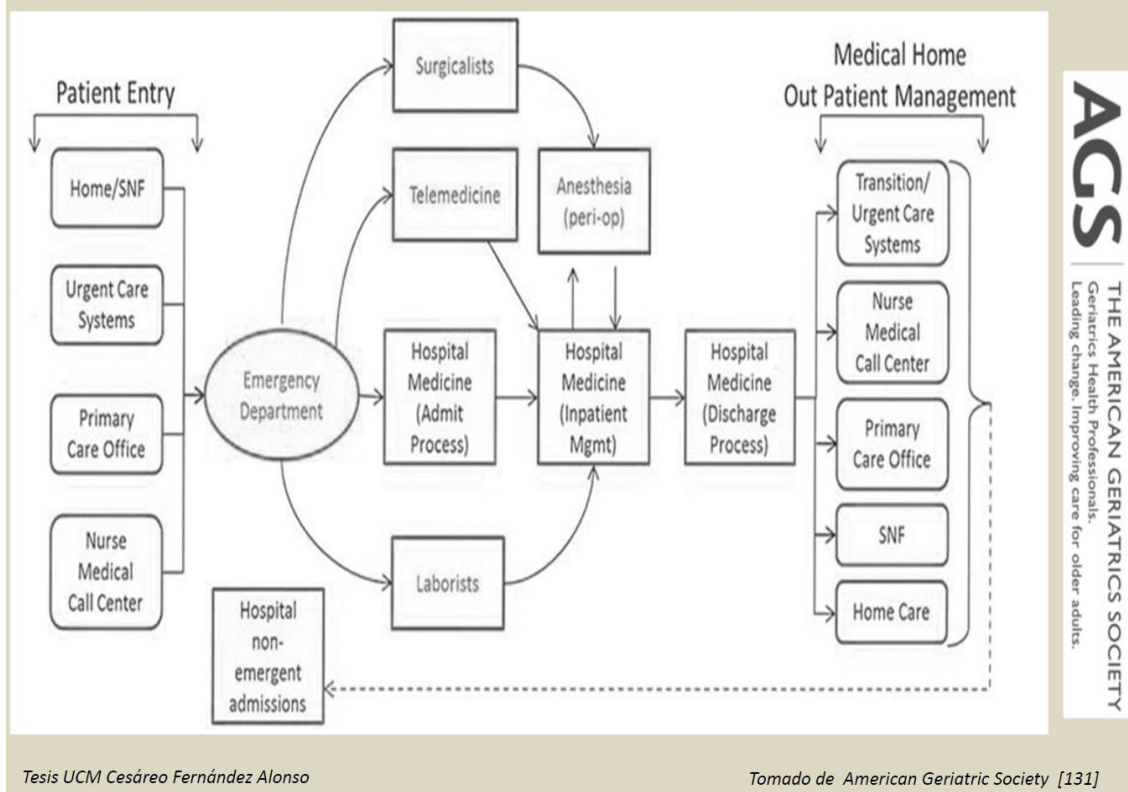 Patient Entry
Home/SNF
Urgent Care
Systems
Primary
Care Office
Nurse
Medical
Call Center
Emergency
Department
Surgicalists
Telemedicine
Anesthesia
(peri-op)
Hospital
Medicine
(Admit
Process)
Hospital
Medicine
(Inpatient
Mgmt)
Hospital
Medicine
(Discharge
Process)
Laborists
Hospital
non-
emergent
admissions
Medical Home
Out Patient Management
Transition/
Urgent Care
Systems
Nurse
Medical
Call Center
Primary
Care Office
SNF
Home Care
AGS
THE AMERICAN GERIATRICS SOCIETY
Geriatrics Health Professionals.
Leading change. Improving care for older adults.
Tesis UCM Cesáreo Fernández Alonso
Tomado de American Geriatric Society [131]